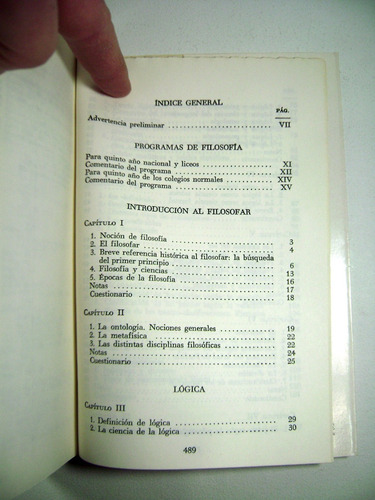 ÍNDICE GENERAL
PÁG.
Advertencia preliminar ............ VII
PROGRAMAS DE FILOSOFÍA
Para quinto año nacional y liceos ............ XI
Comentario del programa ............ XII
Para quinto año de los colegios normales ............ XIV
Comentario del programa ............ XV
INTRODUCCIÓN AL FILOSOFAR
CAPÍTULO I
1. Noción de filosofía ............ 3
2. El filosofar ............ 4
3. Breve referencia histórica al filosofar: la búsqueda
del primer principio ............ 6
4. Filosofía y ciencias ............ 13
5. Épocas de la filosofía ............ 16
Notas ............ 17
Cuestionario ............ 18
CAPÍTULO II
1. La ontología. Nociones generales ............ 19
2. La metafísica ............ 22
3. Las distintas disciplinas filosóficas ............ 22
Notas ............ 24
Cuestionario ............ 25
LÓGICA
CAPÍTULO III
1. Definición de lógica ............ 29
2. La ciencia de la lógica ............ 30
489